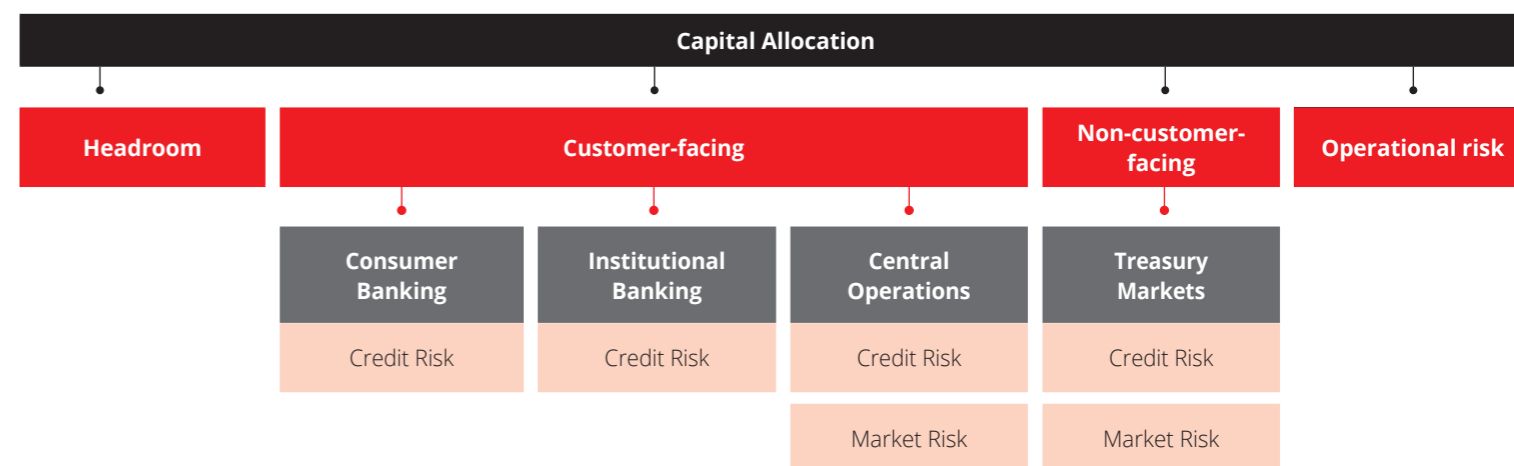 Capital Allocation
Headroom
Customer-facing
Non-customer-
facing
Operational risk
Consumer
Banking
Institutional
Banking
Central
Operations
Treasury
Markets
Credit Risk
Credit Risk
Credit Risk
Credit Risk
Market Risk
Market Risk